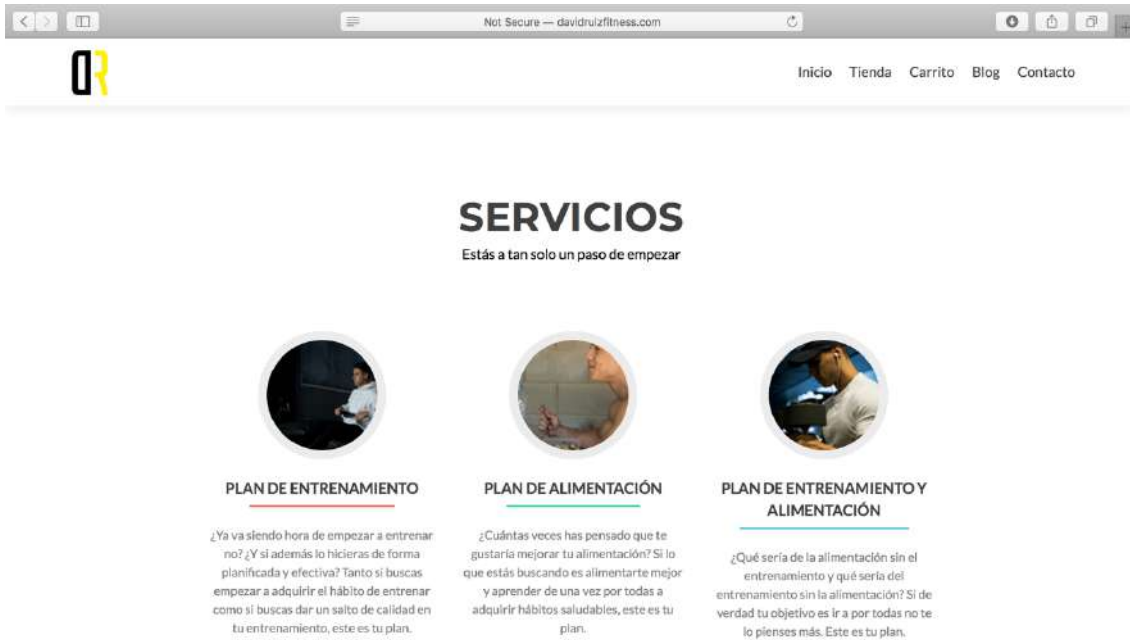 Not Secure — davidruizfitness.com
DR
Inicio Tienda Carrito Blog Contacto
SERVICIOS
Estás a tan solo un paso de empezar
PLAN DE ENTRENAMIENTO
¿Ya va siendo hora de empezar a entrenar
no? ¿Y si además lo hicieras de forma
planificada y efectiva? Tanto si buscas
empezar a adquirir el hábito de entrenar
como si buscas dar un salto de calidad en
tu entrenamiento, este es tu plan.
PLAN DE ALIMENTACIÓN
¿Cuántas veces has pensado que te
gustaría mejorar tu alimentación? Si lo
que estás buscando es alimentarte mejor
y aprender de una vez por todas a
adquirir hábitos saludables, este es tu
plan.
PLAN DE ENTRENAMIENTO Y
ALIMENTACIÓN
¿Qué sería de la alimentación sin el
entrenamiento y qué sería del
entrenamiento sin la alimentación? Si de
verdad tu objetivo es ir a por todas no te
lo pienses más. Este es tu plan.